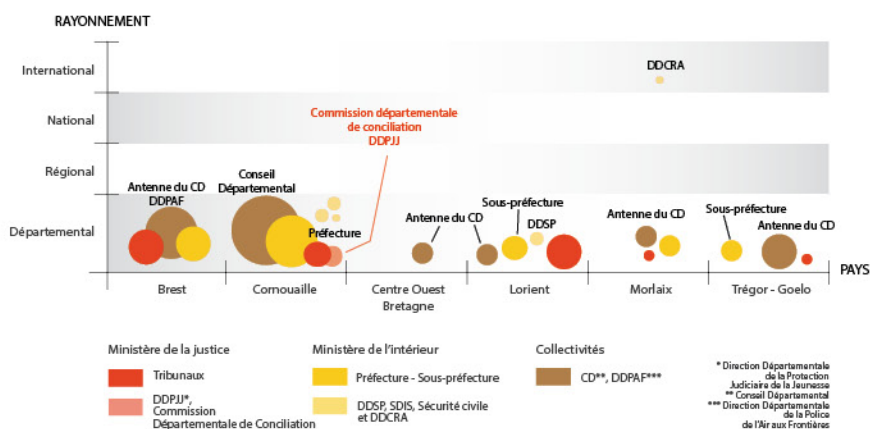 RAYONNEMENT
International
DDCRA
National
Commission départementale
de conciliation
DDPJJ
Régional
Antenne du CD
DDPAF
Conseil
Départemental
Départemental
Préfecture
Antenne du CD
Sous-préfecture
DDSP
Antenne du CD
Sous-préfecture
Antenne du CD
PAYS
Brest
Cornouaille
Centre Ouest
Bretagne
Lorient
Morlaix
Trégor - Goelo
Ministère de la justice
Tribunaux
DDPJJ*,
Commission
Départementale de Conciliation
Ministère de l'intérieur
Préfecture - Sous-préfecture
DDSP, SDIS, Sécurité civile
et DDCRA
Collectivités
CD**, DDPAF***
* Direction Départementale
de la Protection
Judiciaire de la Jeunesse
** Conseil Départemental
*** Direction Départementale
de la Police
de l'Air aux Frontières